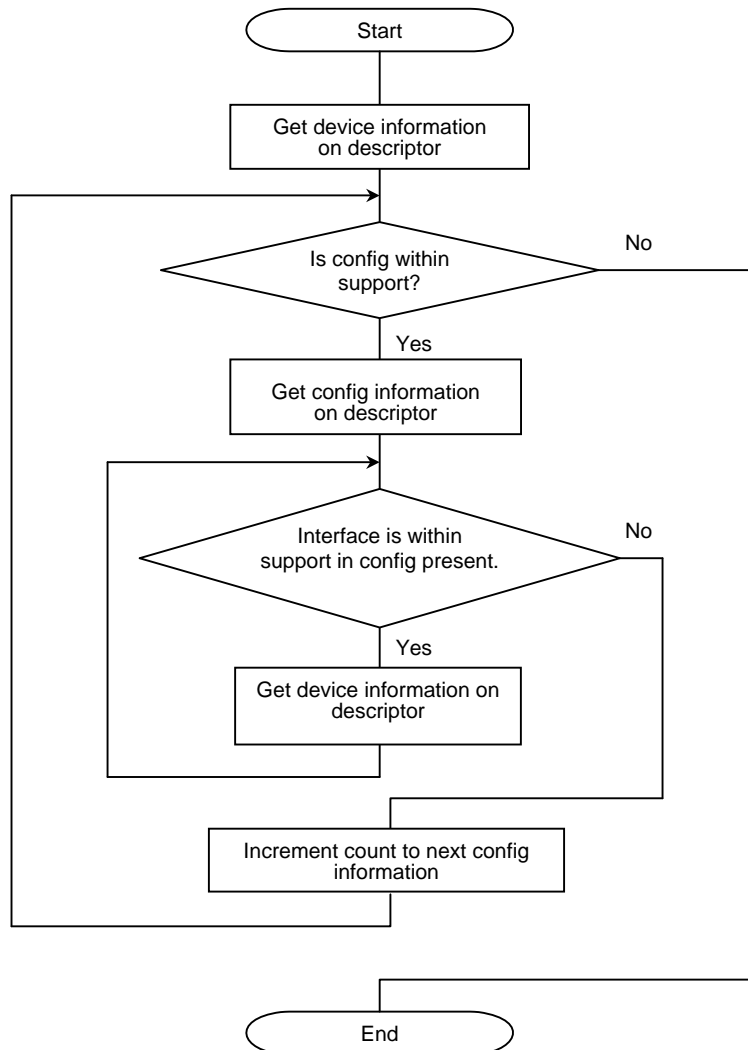 Start
Get device information
on descriptor
Is config within
support?
No
Yes
Get config information
on descriptor
Interface is within
support in config present.
No
Yes
Get device information on
descriptor
Increment count to next config
information
End